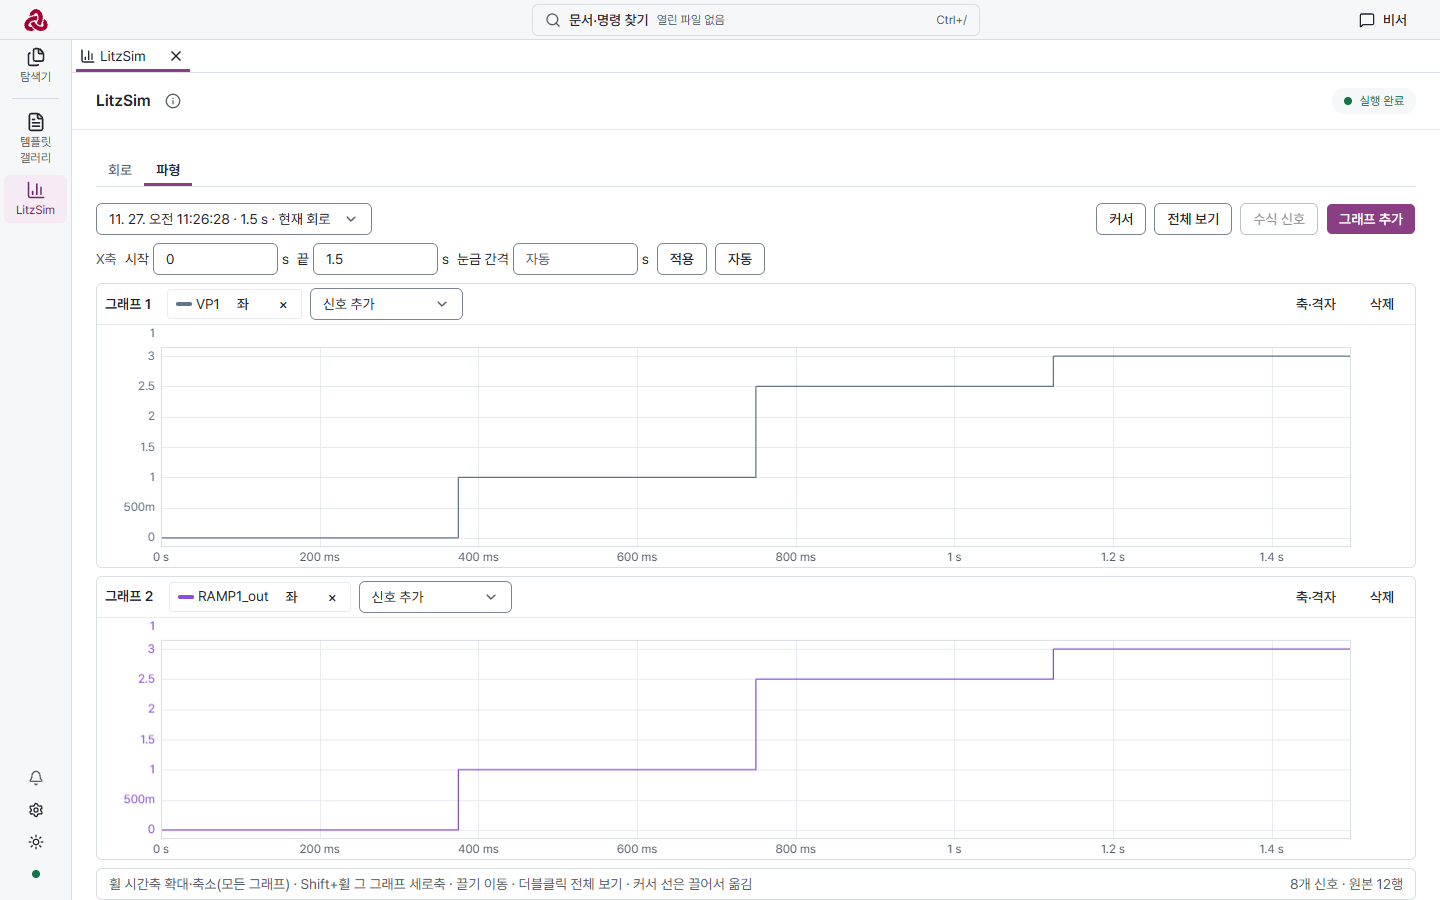 문서·명령 찾기 열린 파일 없음 Ctrl+/
비서
탐색기
템플릿
갤러리
LitzSim
LitzSim
LitzSim
실행 완료
회로 파형
11. 27. 오전 11:26:28 · 1.5 s · 현재 회로
커서 전체 보기 수식 신호 그래프 추가
X축 시작 0 s 끝 1.5 s 눈금 간격 자동 s 적용 자동
그래프 1 VP1 좌 × 신호 추가 축·격자 삭제
1
3
2.5
2
1.5
1
500m
0
0 s 200 ms 400 ms 600 ms 800 ms 1 s 1.2 s 1.4 s
그래프 2 RAMP1_out 좌 × 신호 추가 축·격자 삭제
1
3
2.5
2
1.5
1
500m
0
0 s 200 ms 400 ms 600 ms 800 ms 1 s 1.2 s 1.4 s
휠 시간축 확대·축소(모든 그래프) · Shift+휠 그 그래프 세로축 · 끌기 이동 · 더블클릭 전체 보기 · 커서 선은 끌어서 옮김
8개 신호 · 원본 12행